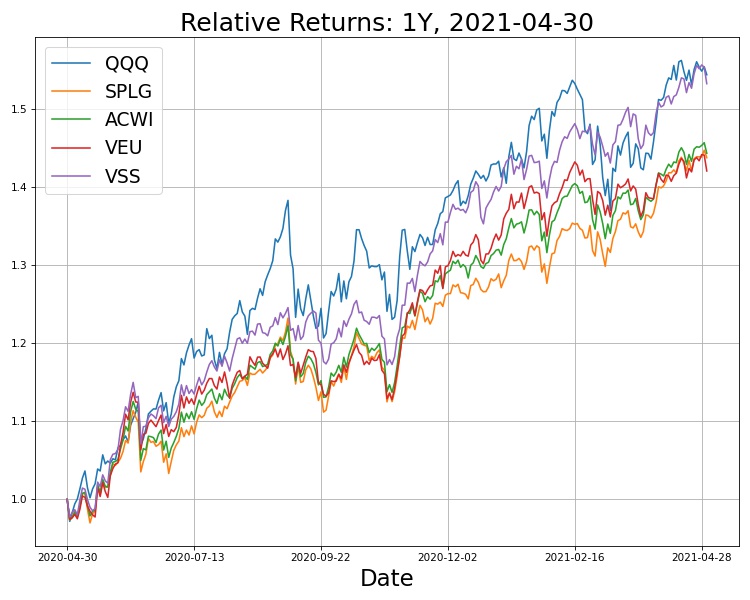 Relative Returns: 1Y, 2021-04-30
QQQ
SPLG
ACWI
VEU
VSS
1.5
1.4
1.3
1.2
1.1
1.0
2020-04-30 2020-07-13 2020-09-22 2020-12-02 2021-02-16 2021-04-28
Date